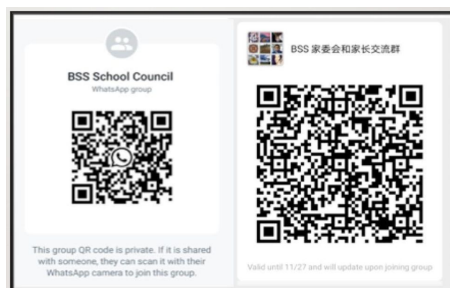 BSS School Council
WhatsApp group
This group QR code is private. If it is shared
with someone, they can scan it with their
WhatsApp camera to join this group.
BSS 家委会和家长交流群
Valid until 11/27 and will update upon joining group